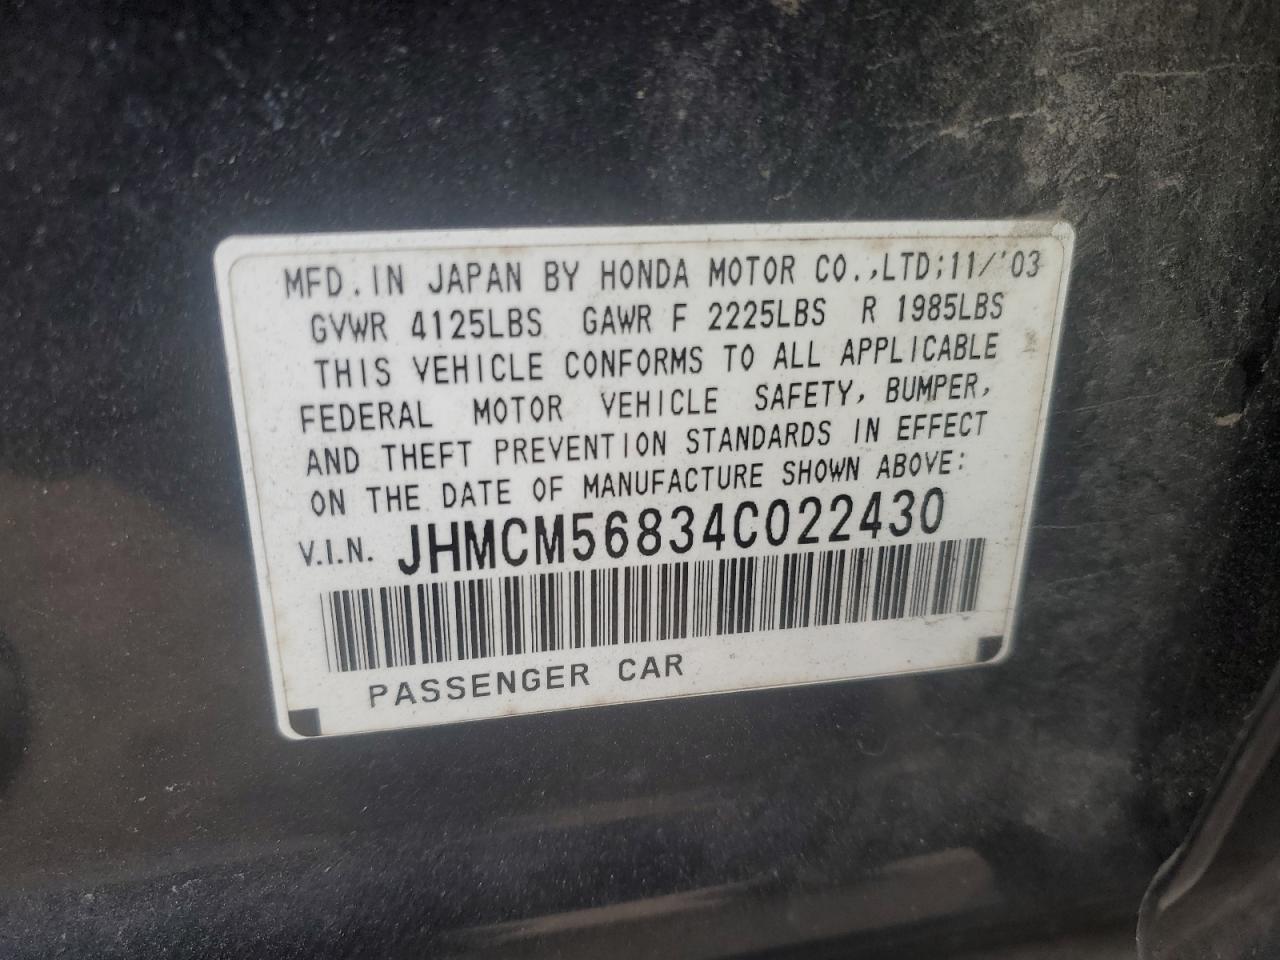 MFD. IN JAPAN BY HONDA MOTOR CO.,LTD;11/'03
GVWR 4125LBS GAWR F 2225LBS R 1985LBS
THIS VEHICLE CONFORMS TO ALL APPLICABLE
FEDERAL MOTOR VEHICLE SAFETY, BUMPER,
AND THEFT PREVENTION STANDARDS IN EFFECT
ON THE DATE OF MANUFACTURE SHOWN ABOVE:
V.I.N. JHMCM56834C022430
PASSENGER CAR